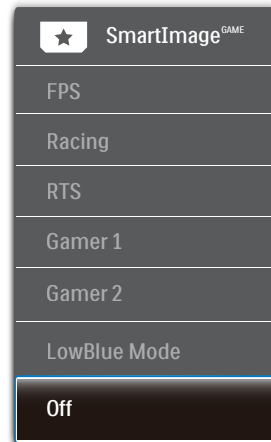 SmartImage GAME
FPS
Racing
RTS
Gamer 1
Gamer 2
LowBlue Mode
Off